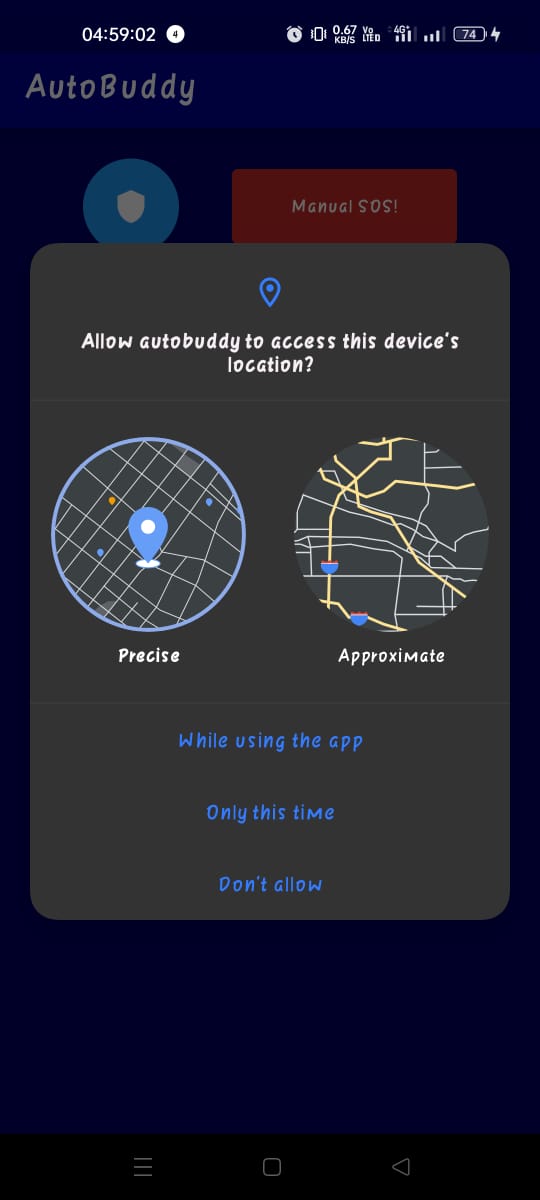 04:59:02 4 0.67 KB/S Vo LTE 4G+ 74
AutoBuddy
Manual SOS!
Allow autobuddy to access this device's
location?
Precise Approximate
While using the app
Only this time
Don't allow